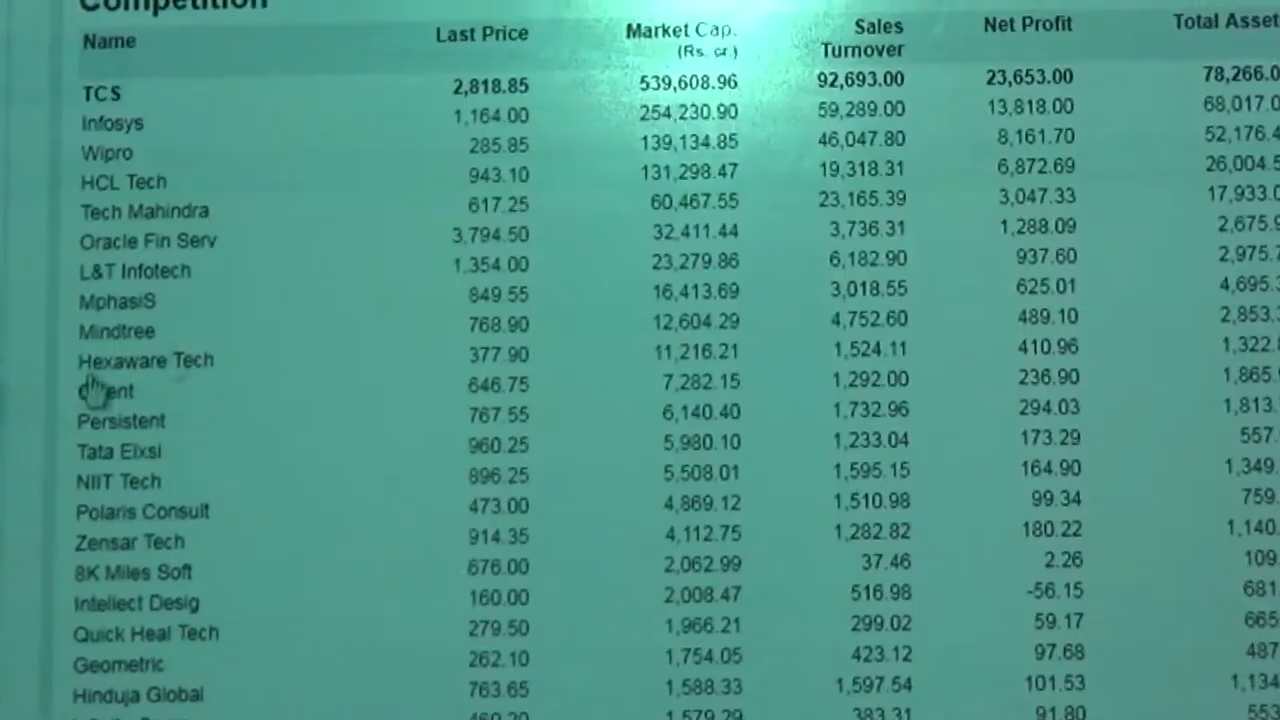 Competition
Name Last Price Market Cap. (Rs. cr.) Sales Turnover Net Profit Total Asset
TCS 2,818.85 539,608.96 92,693.00 23,653.00 78,266.0
Infosys 1,164.00 254,230.90 59,289.00 13,818.00 68,017.0
Wipro 285.85 139,134.85 46,047.80 8,161.70 52,176.4
HCL Tech 943.10 131,298.47 19,318.31 6,872.69 26,004.5
Tech Mahindra 617.25 60,467.55 23,165.39 3,047.33 17,933.0
Oracle Fin Serv 3,794.50 32,411.44 3,736.31 1,288.09 2,675.9
L&T Infotech 1,354.00 23,279.86 6,182.90 937.60 2,975.7
MphasiS 849.55 16,413.69 3,018.55 625.01 4,695.3
Mindtree 768.90 12,604.29 4,752.60 489.10 2,853.
Hexaware Tech 377.90 11,216.21 1,524.11 410.96 1,322.
646.75 7,282.15 1,292.00 236.90 1,865.
Persistent 767.55 6,140.40 1,732.96 294.03 1,813.
Tata Elxsi 960.25 5,980.10 1,233.04 173.29 557.
NIIT Tech 896.25 5,508.01 1,595.15 164.90 1,349.
Polaris Consult 473.00 4,869.12 1,510.98 99.34 759.
Zensar Tech 914.35 4,112.75 1,282.82 180.22 1,140.
8K Miles Soft 676.00 2,062.99 37.46 2.26 109.
Intellect Desig 160.00 2,008.47 516.98 -56.15 681
Quick Heal Tech 279.50 1,966.21 299.02 59.17 665
Geometric 262.10 1,754.05 423.12 97.68 487
Hinduja Global 763.65 1,588.33 1,597.54 101.53 1,134
1,579.29 383.31 91.80 553